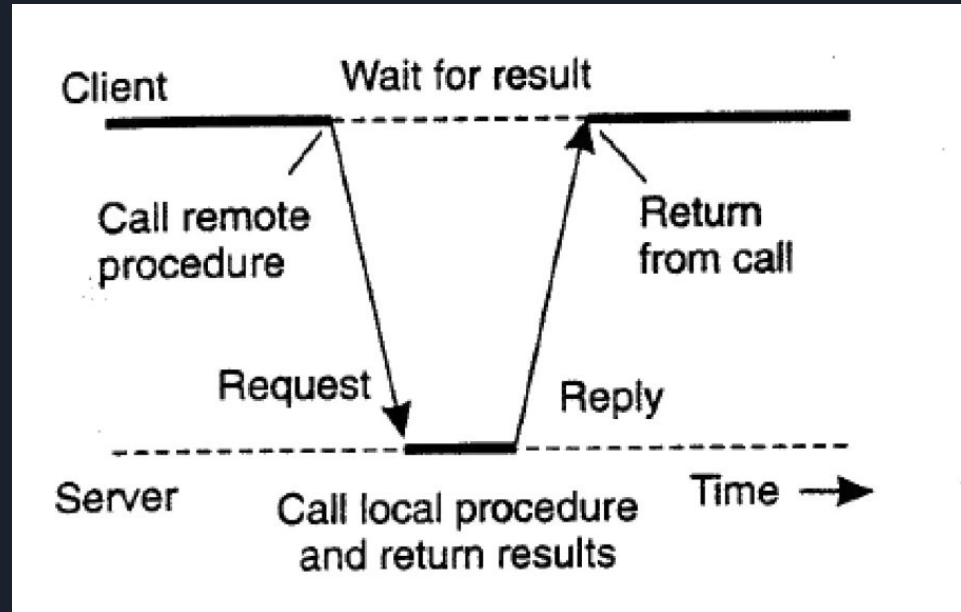 Client
Wait for result
Call remote
procedure
Return
from call
Request
Reply
Server
Call local procedure
and return results
Time